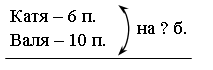 Катя – 6 п.
Валя – 10 п.
на ? б.